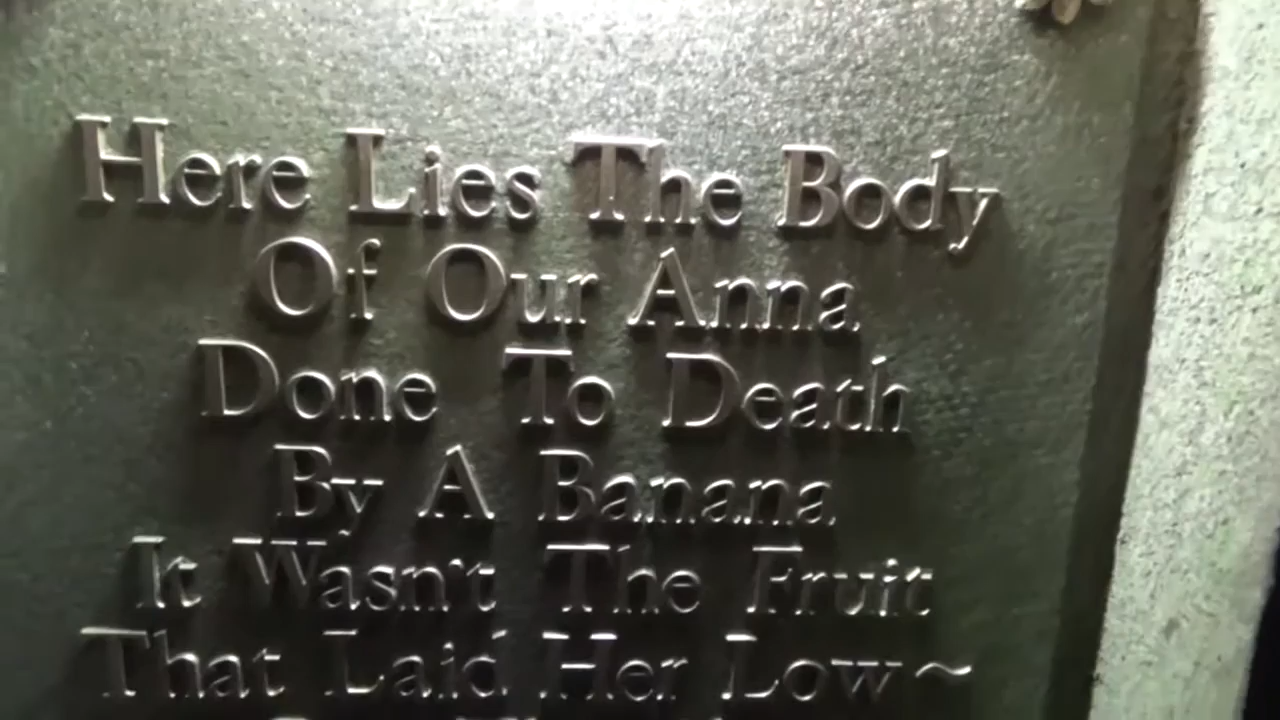 Here Lies The Body
Of Our Anna
Done To Death
By A Banana
It Wasn't The Fruit
That Laid Her Low~